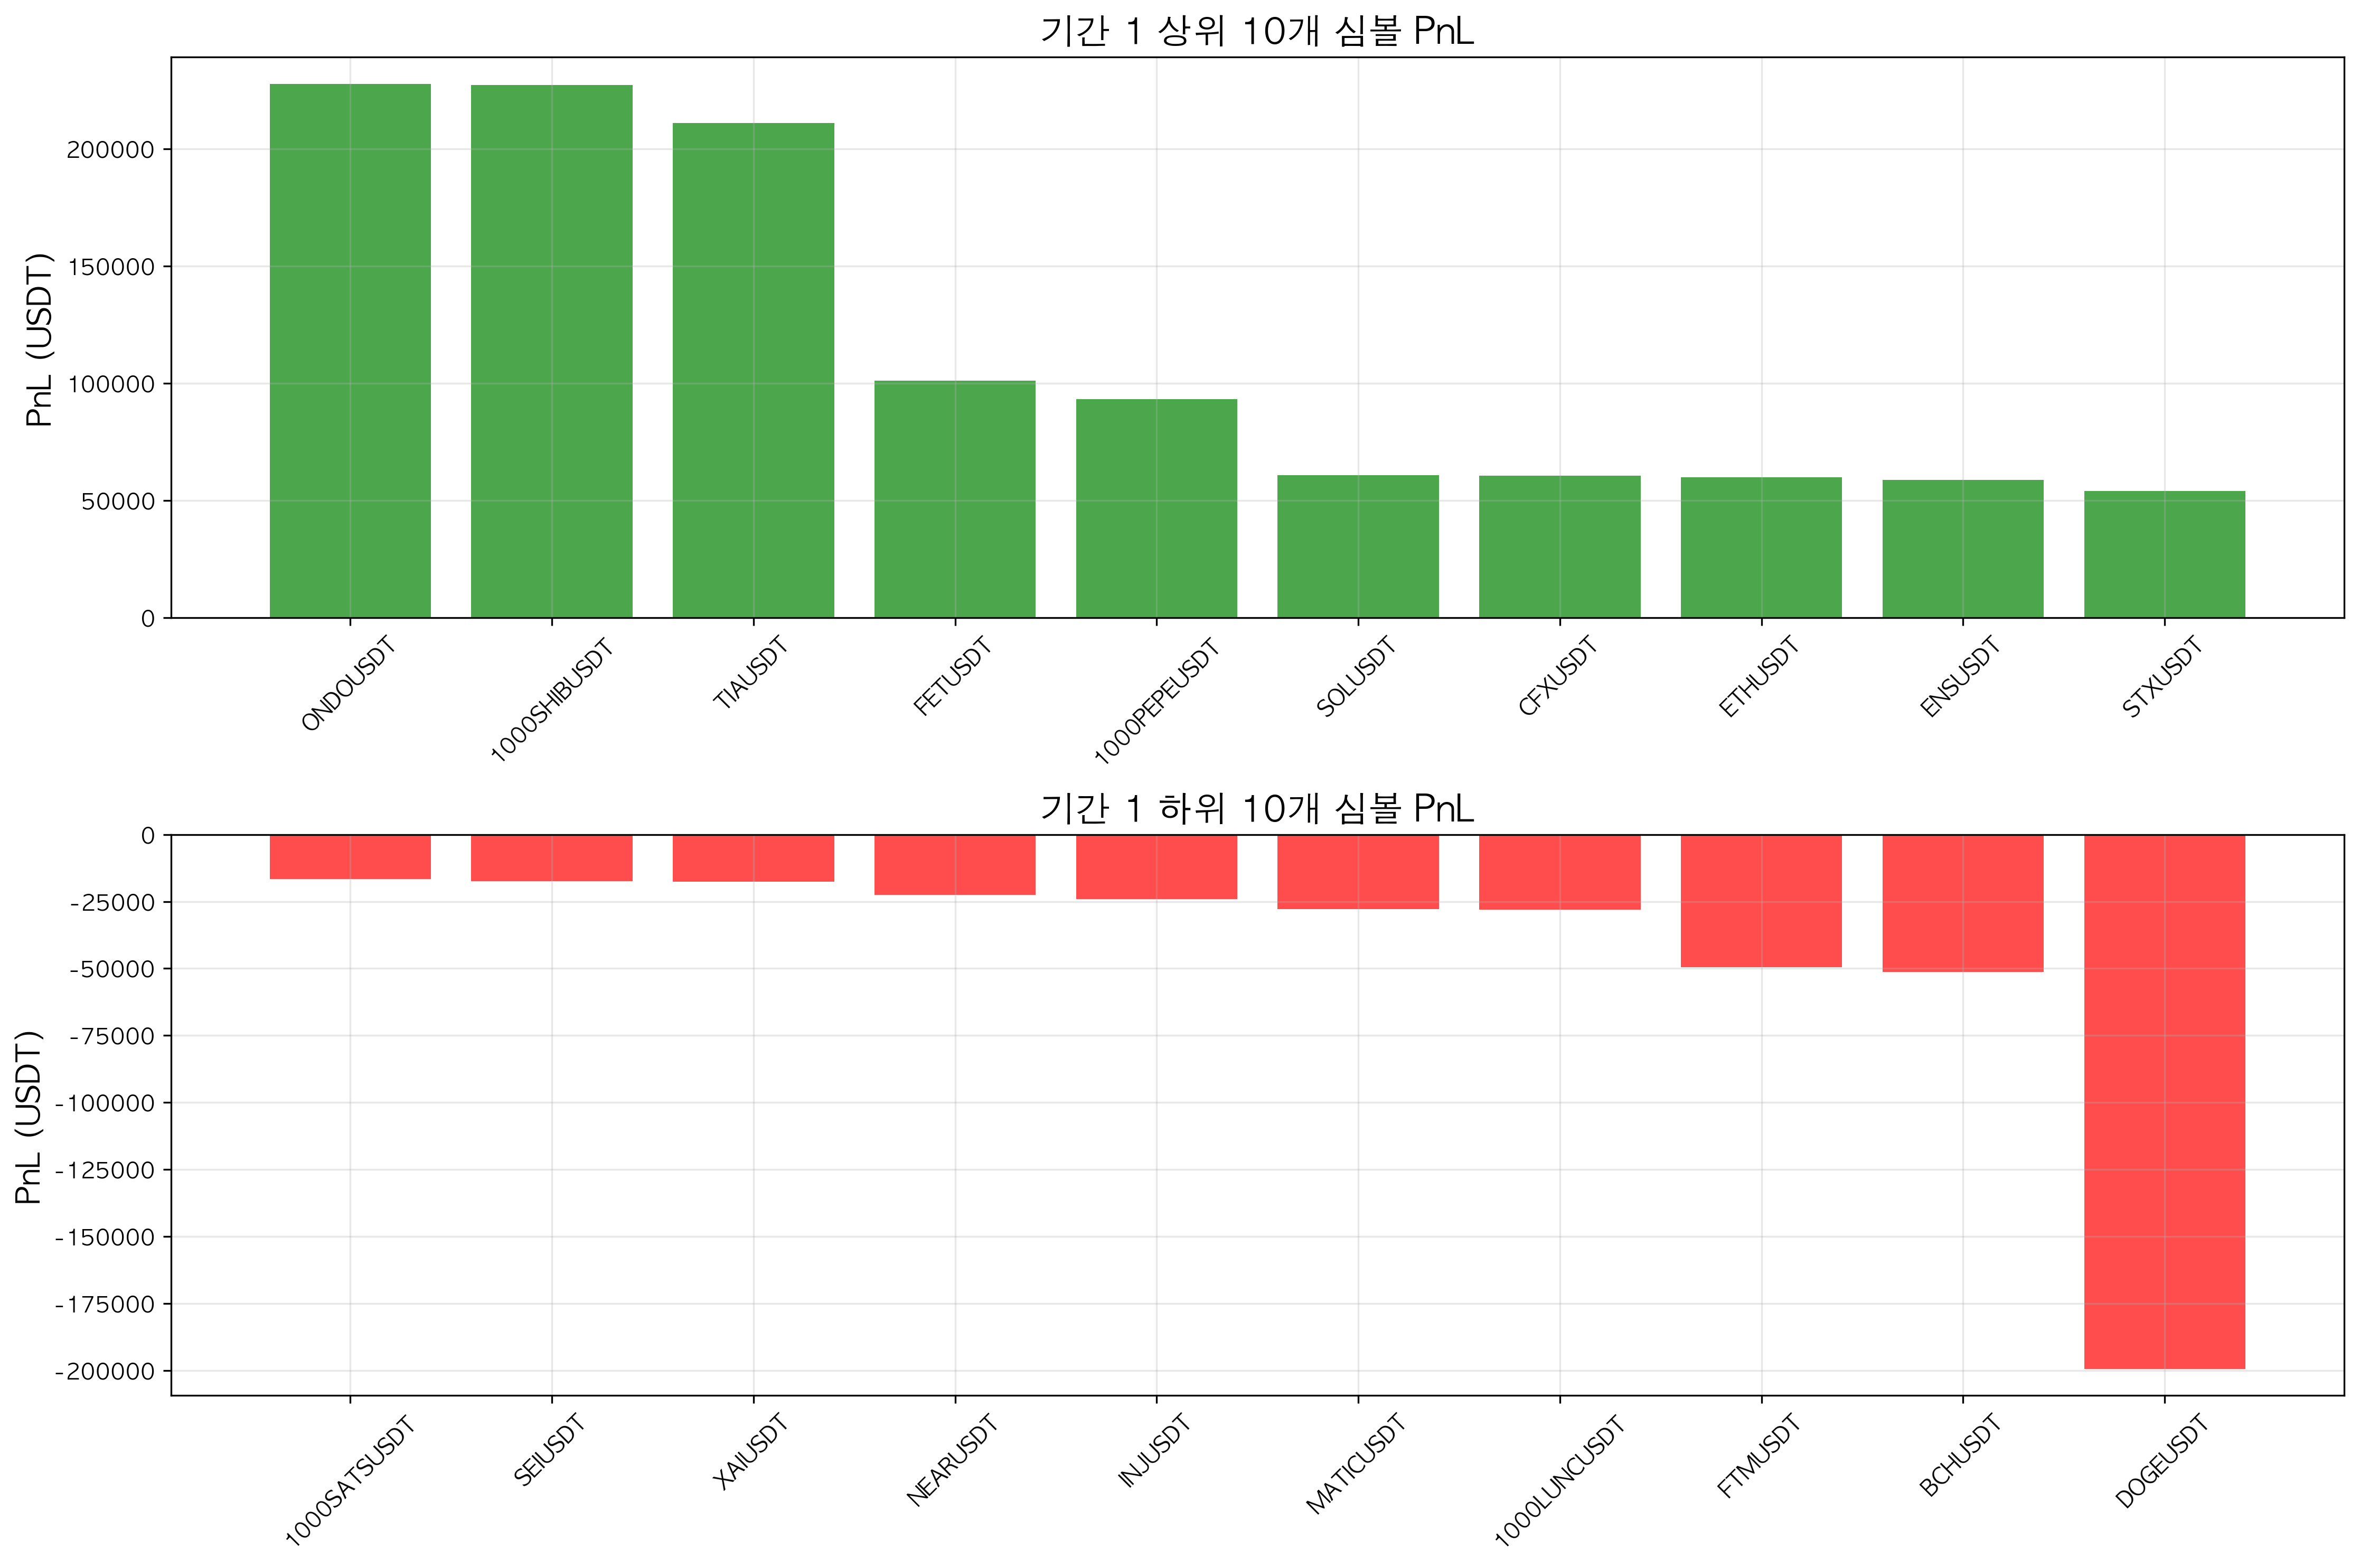 기간 1 상위 10개 심볼 PnL
PnL (USDT)
200000
150000
100000
50000
0
ONDOUSDT
1000SHIBUSDT
TIAUSDT
FETUSDT
1000PEPEUSDT
SOLUSDT
CFXUSDT
ETHUSDT
ENSUSDT
STXUSDT
기간 1 하위 10개 심볼 PnL
PnL (USDT)
0
-25000
-50000
-75000
-100000
-125000
-150000
-175000
-200000
1000SATSUSDT
SEIUSDT
XAIUSDT
NEARUSDT
INJUSDT
MATICUSDT
1000LUNCUSDT
FTMUSDT
BCHUSDT
DOGEUSDT